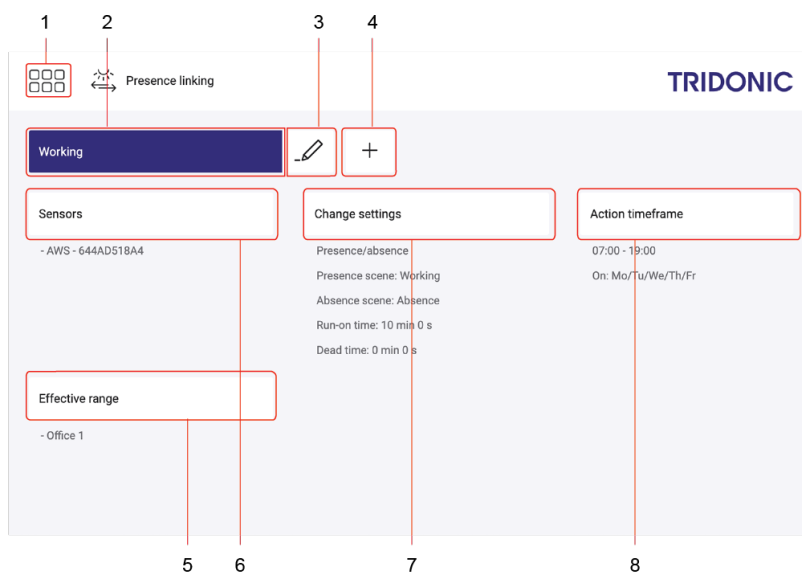 1 2 3 4
Presence linking
TRIDONIC
Working
Sensors
Change settings
Action timeframe
- AWS - 644AD518A4
Presence/absence
07:00 - 19:00
Presence scene: Working
On: Mo/Tu/We/Th/Fr
Absence scene: Absence
Run-on time: 10 min 0 s
Dead time: 0 min 0 s
Effective range
- Office 1
5 6 7 8